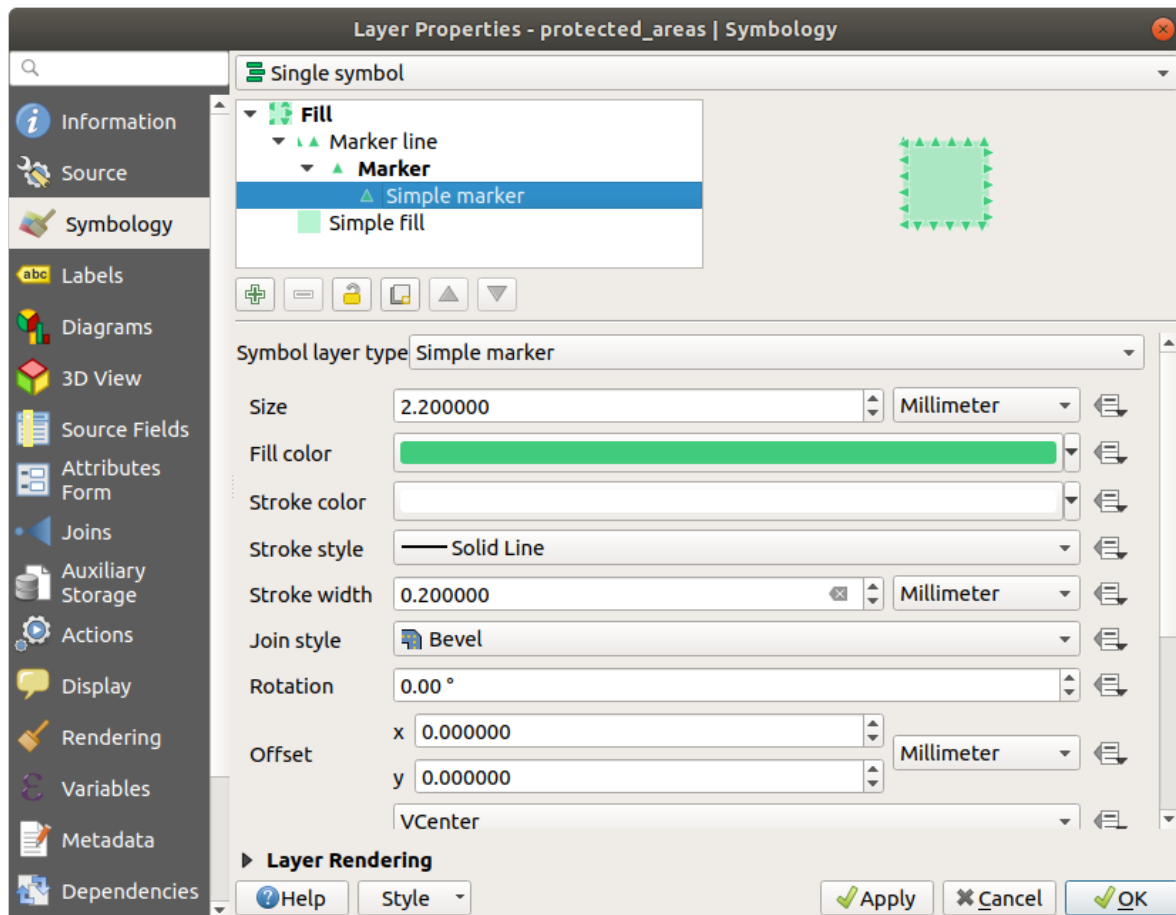 Layer Properties - protected_areas | Symbology
Single symbol
Information
Source
Symbology
abc Labels
Diagrams
3D View
Source Fields
Attributes
Form
Joins
Auxiliary
Storage
Actions
Display
Rendering
Variables
Metadata
Dependencies
Fill
Marker line
Marker
Simple marker
Simple fill
Symbol layer type Simple marker
Size 2.200000 Millimeter
Fill color
Stroke color
Stroke style Solid Line
Stroke width 0.200000 Millimeter
Join style Bevel
Rotation 0.00 °
Offset x 0.000000 Millimeter
y 0.000000
VCenter
Layer Rendering
Help Style Apply Cancel OK